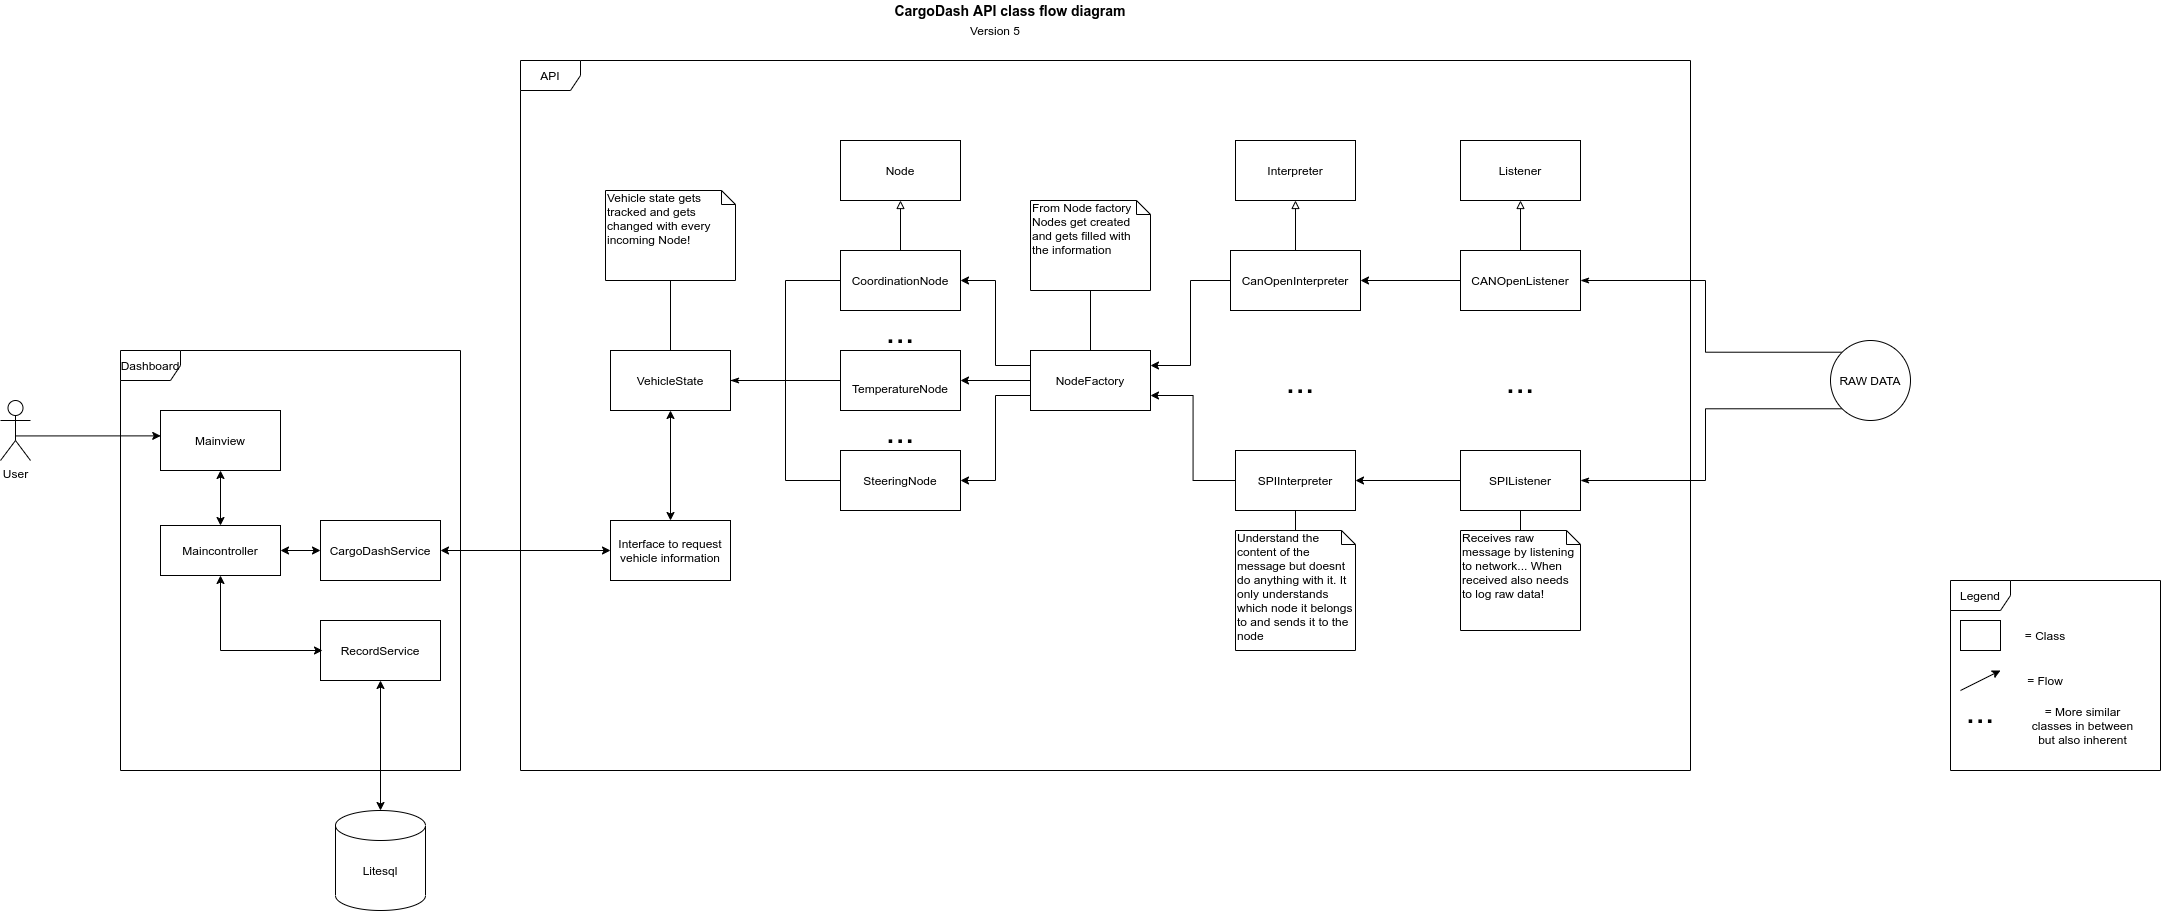 CargoDash API class flow diagram
Version 5
API
Node
Interpreter
Listener
Vehicle state gets
tracked and gets
changed with every
incoming Node!
From Node factory
Nodes get created
and gets filled with
the information
CoordinationNode
CanOpenInterpreter
CANOpenListener
...
Dashboard
VehicleState
TemperatureNode
NodeFactory
...
...
RAW DATA
User
Mainview
...
SteeringNode
SPIInterpreter
SPIListener
Maincontroller
CargoDashService
Interface to request
vehicle information
Understand the
content of the
message but doesnt
do anything with it. It
only understands
which node it belongs
to and sends it to the
node
Receives raw
message by listening
to network... When
received also needs
to log raw data!
RecordService
Litesql
Legend
= Class
= Flow
...
= More similar
classes in between
but also inherent